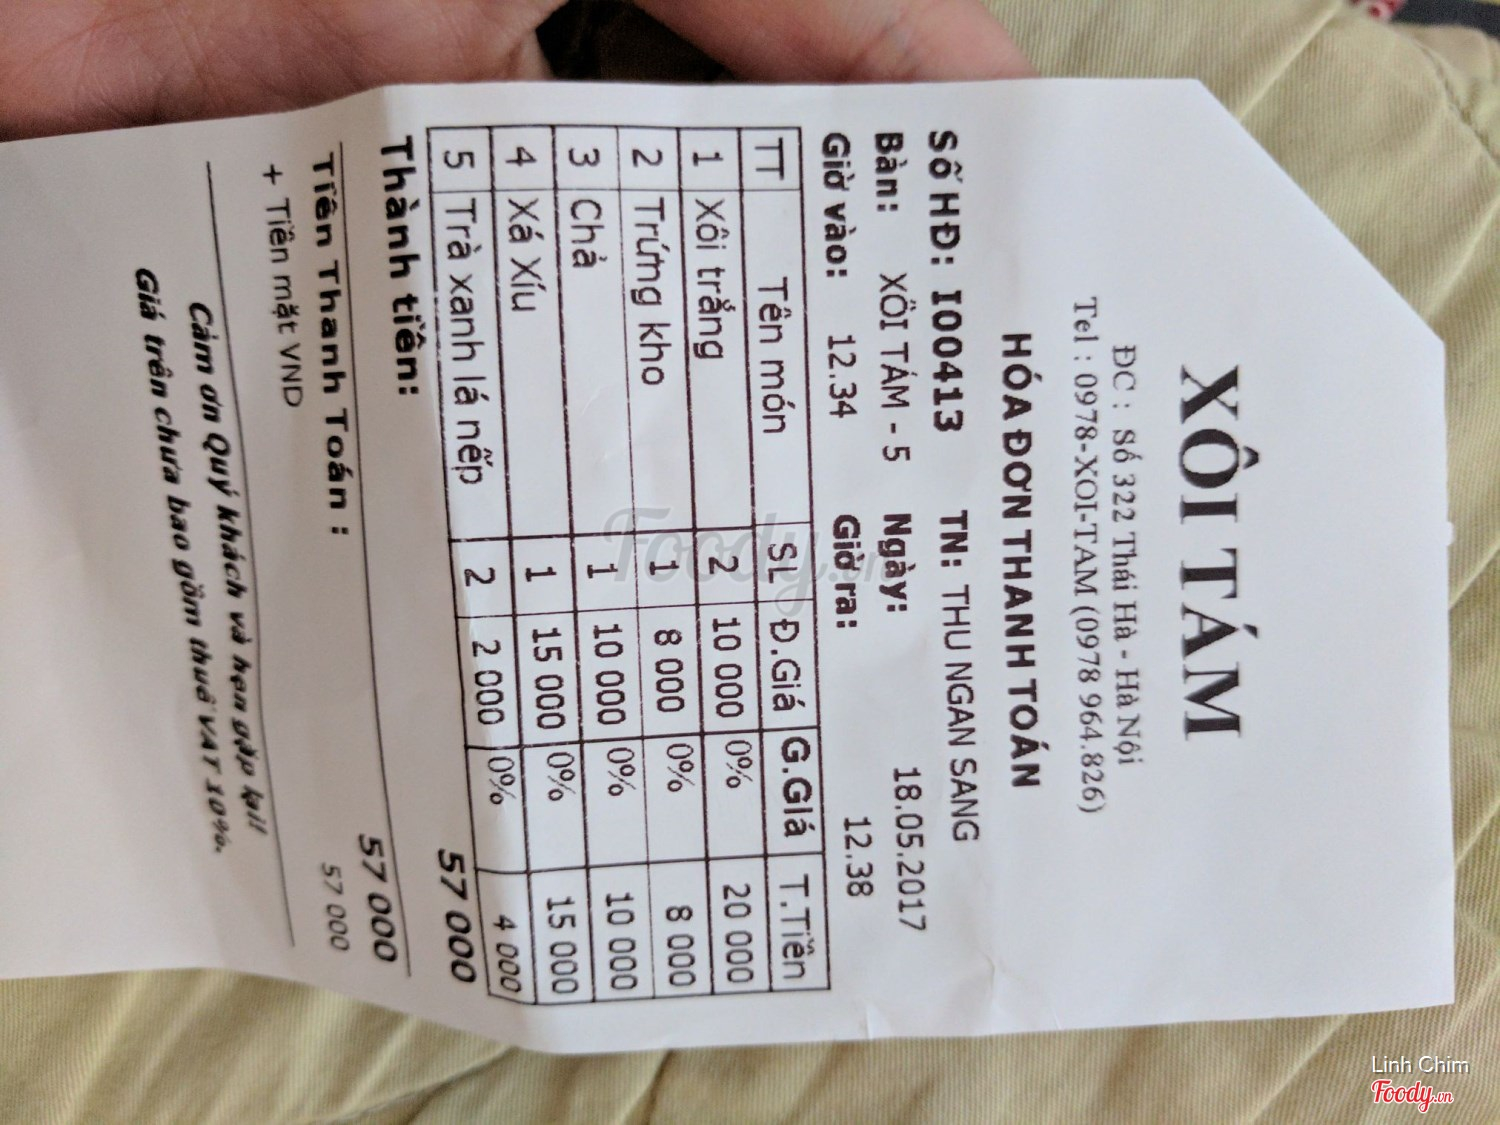 XÔI TÁM
ĐC : Số 322 Thái Hà - Hà Nội
Tel : 0978-XOI-TAM (0978 964.826)
HÓA ĐƠN THANH TOÁN
Số HĐ: I00413 TN: THU NGAN SANG
Bàn: XÔI TÁM - 5 Ngày: 18.05.2017
Giờ vào: 12.34 Giờ ra: 12.38
TT Tên món SL Đ.Giá G.Giá T.Tiền
1 Xôi trắng 2 10 000 0% 20 000
2 Trứng kho 1 8 000 0% 8 000
3 Chả 1 10 000 0% 10 000
4 Xá Xíu 1 15 000 0% 15 000
5 Trà xanh lá nếp 2 2 000 0% 4 000
Thành tiền: 57 000
Tiền Thanh Toán : 57 000
+ Tiền mặt VND 57 000
Cảm ơn Quý khách và hẹn gặp lại!
Giá trên chưa bao gồm thuế VAT 10%.
Foody.vn
Linh Chim
Foody.vn